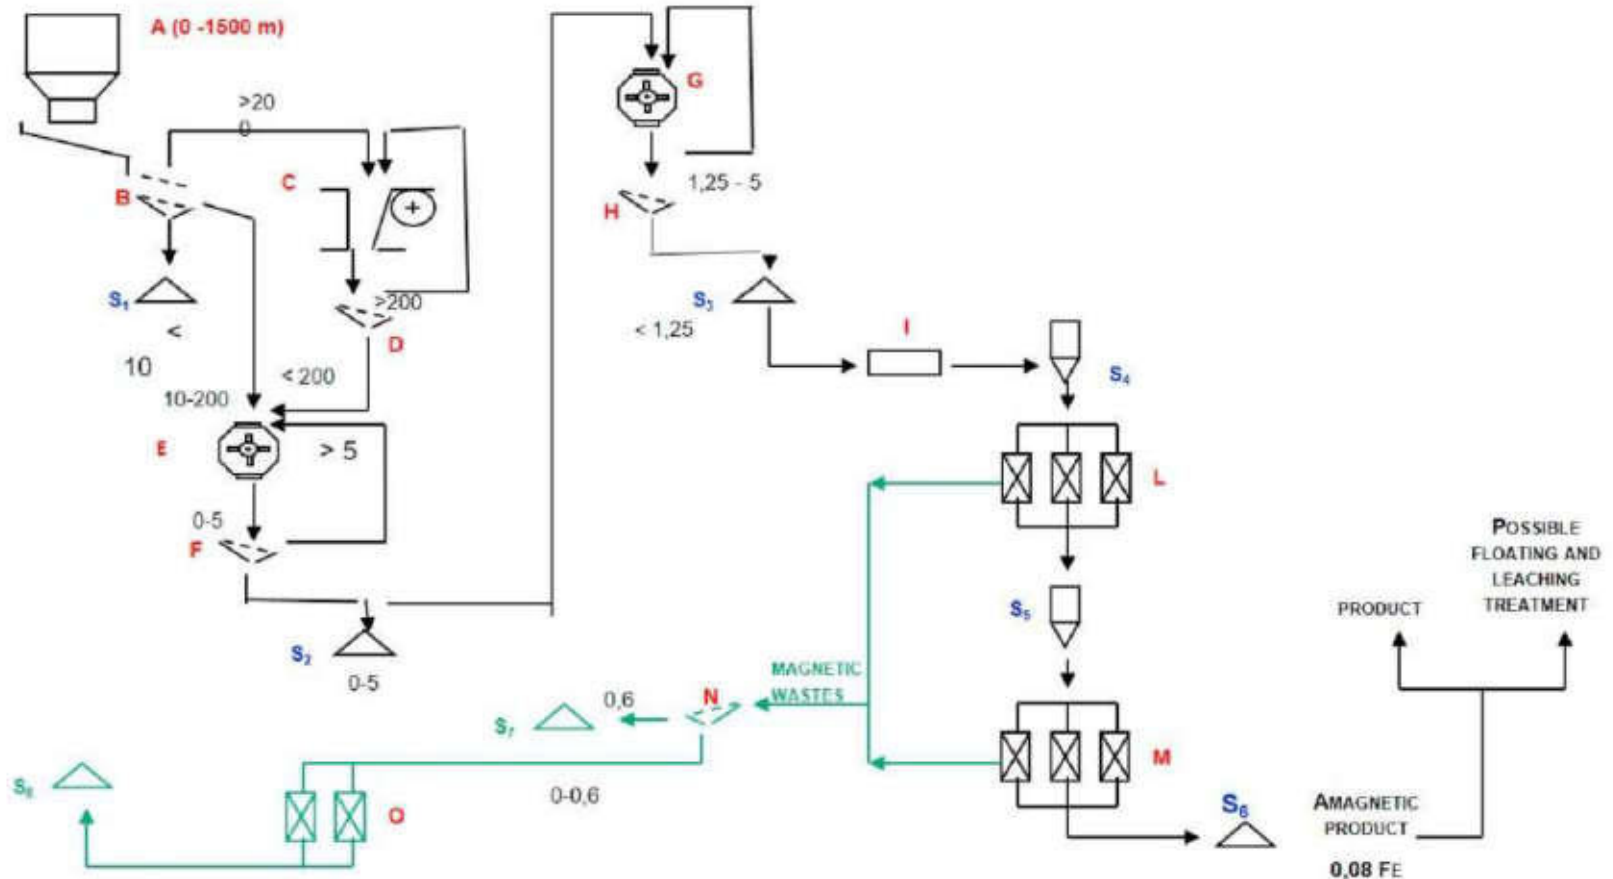 A (0 -1500 m)
>20
0
B
C
S₁
<
10
>200
D
< 200
10-200
E
> 5
0-5
F
S₂
0-5
G
1,25 - 5
H
S₃
< 1,25
I
S₄
L
S₅
MAGNETIC
WASTES
M
N
0,6
S₇
0-0,6
S₈
O
S₆
AMAGNETIC
PRODUCT
0,08 FE
PRODUCT
POSSIBLE
FLOATING AND
LEACHING
TREATMENT